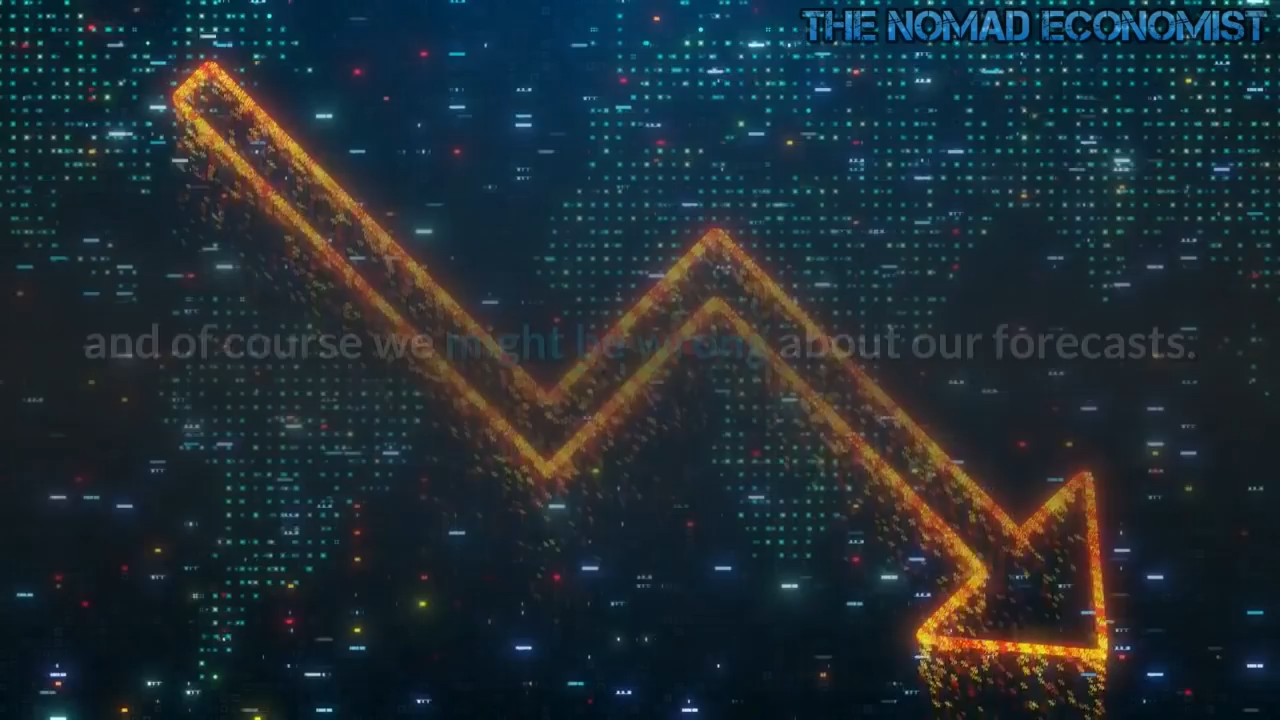 THE NOMAD ECONOMIST
and of course we might be wrong about our forecasts.